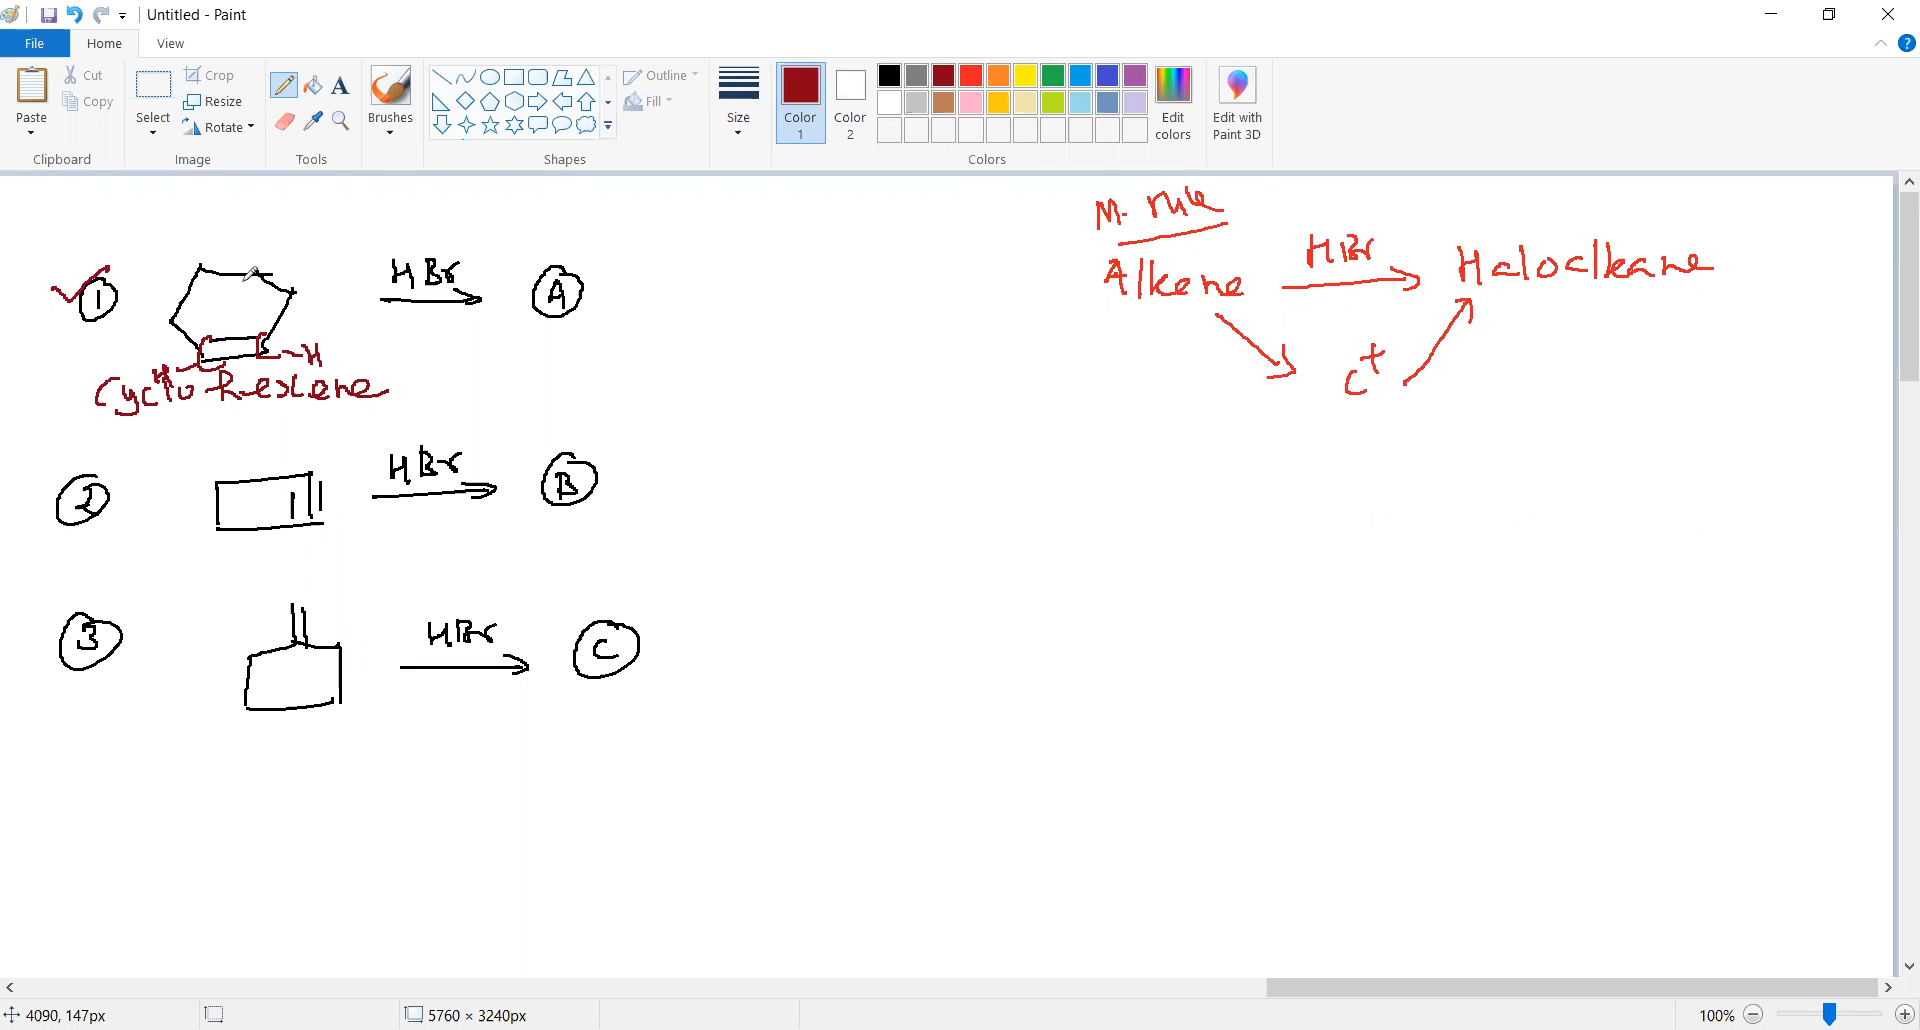 Untitled - Paint
File Home View
Paste
Cut
Copy
Clipboard
Select
Crop
Resize
Rotate
Image
Tools
Brushes
Outline
Fill
Shapes
Size
Color 1
Color 2
Colors
Edit colors
Edit with Paint 3D
M. rule
Alkene HBr Haloalkane
C+
1 HBr A
H
H
Cyclo hexene
2 HBr B
3 HBr C
4090, 147px
5760 × 3240px
100%